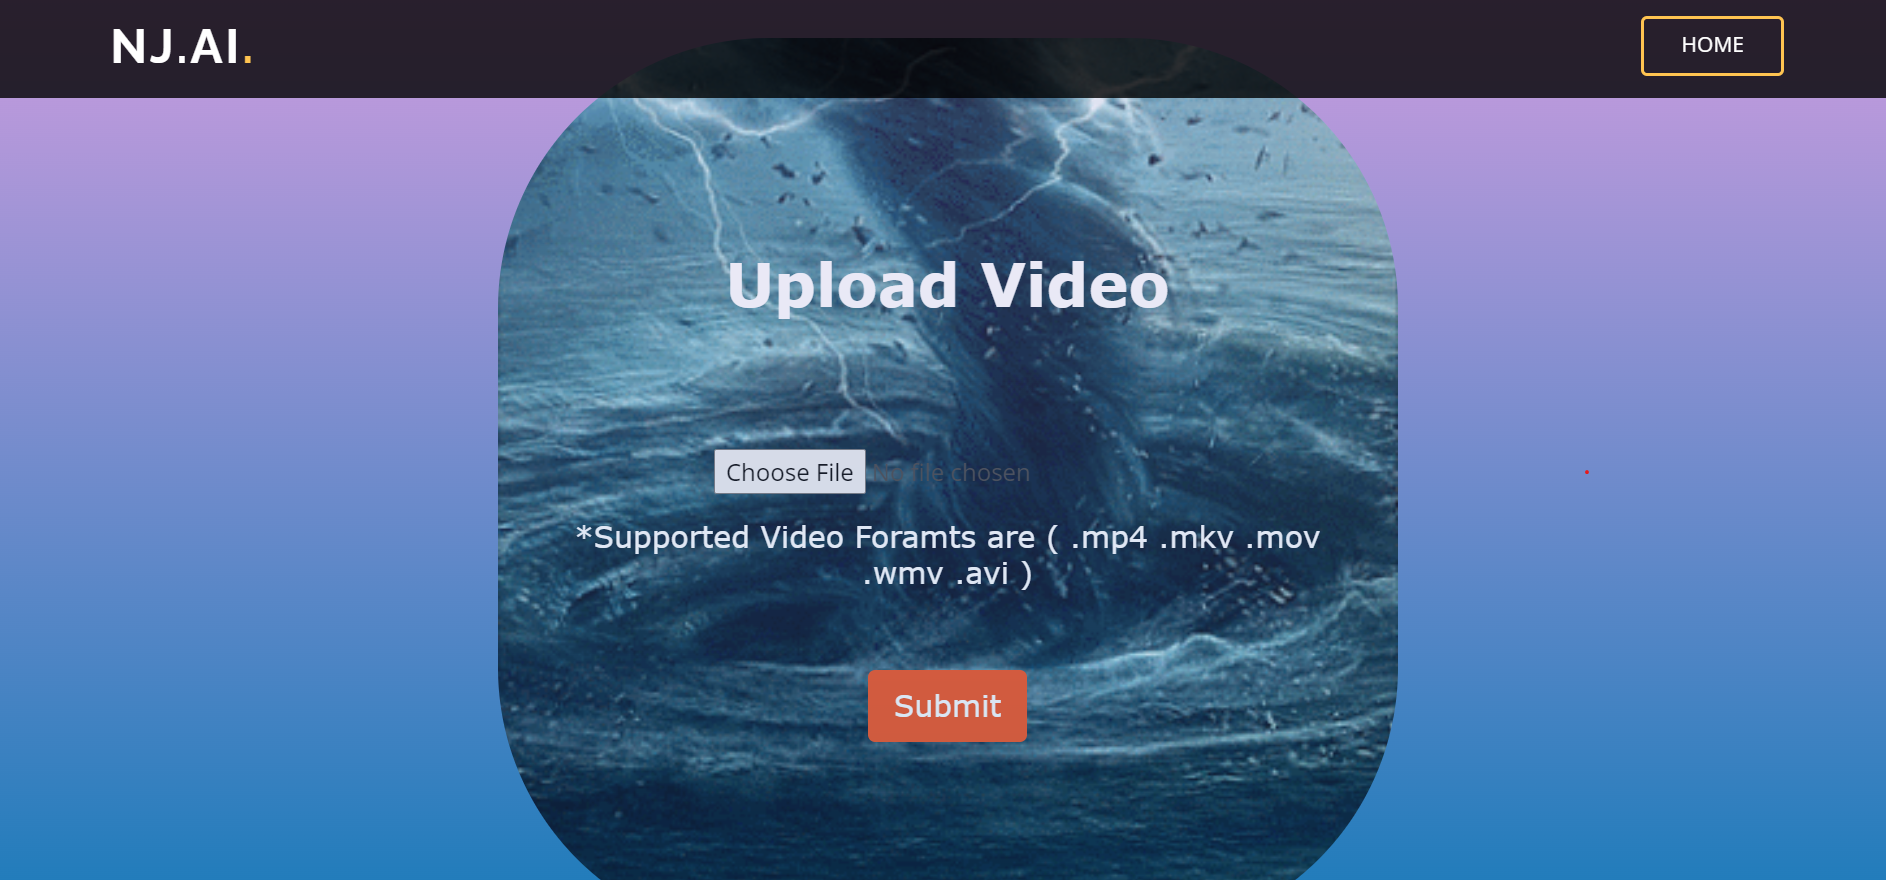 NJ.AI.
HOME
Upload Video
Choose File No file chosen
*Supported Video Foramts are ( .mp4 .mkv .mov
.wmv .avi )
Submit